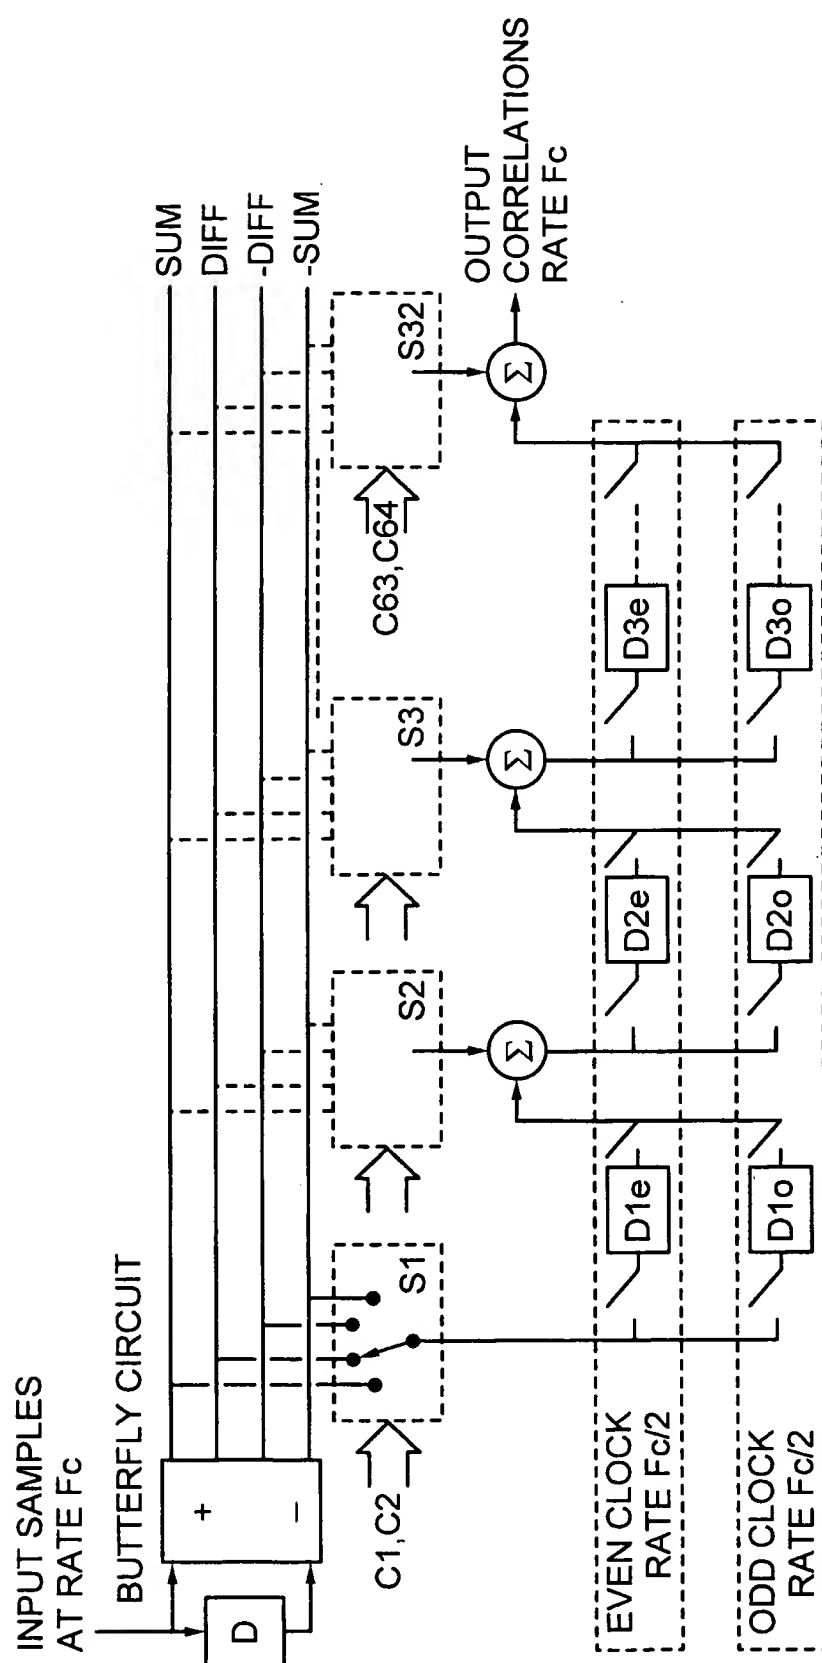 INPUT SAMPLES
AT RATE Fc
D
BUTTERFLY CIRCUIT
+
−
SUM
DIFF
-DIFF
-SUM
C1,C2
S1
S2
S3
C63,C64
S32
Σ
Σ
Σ
OUTPUT
CORRELATIONS
RATE Fc
EVEN CLOCK
RATE Fc/2
D1e
D2e
D3e
ODD CLOCK
RATE Fc/2
D1o
D2o
D3o